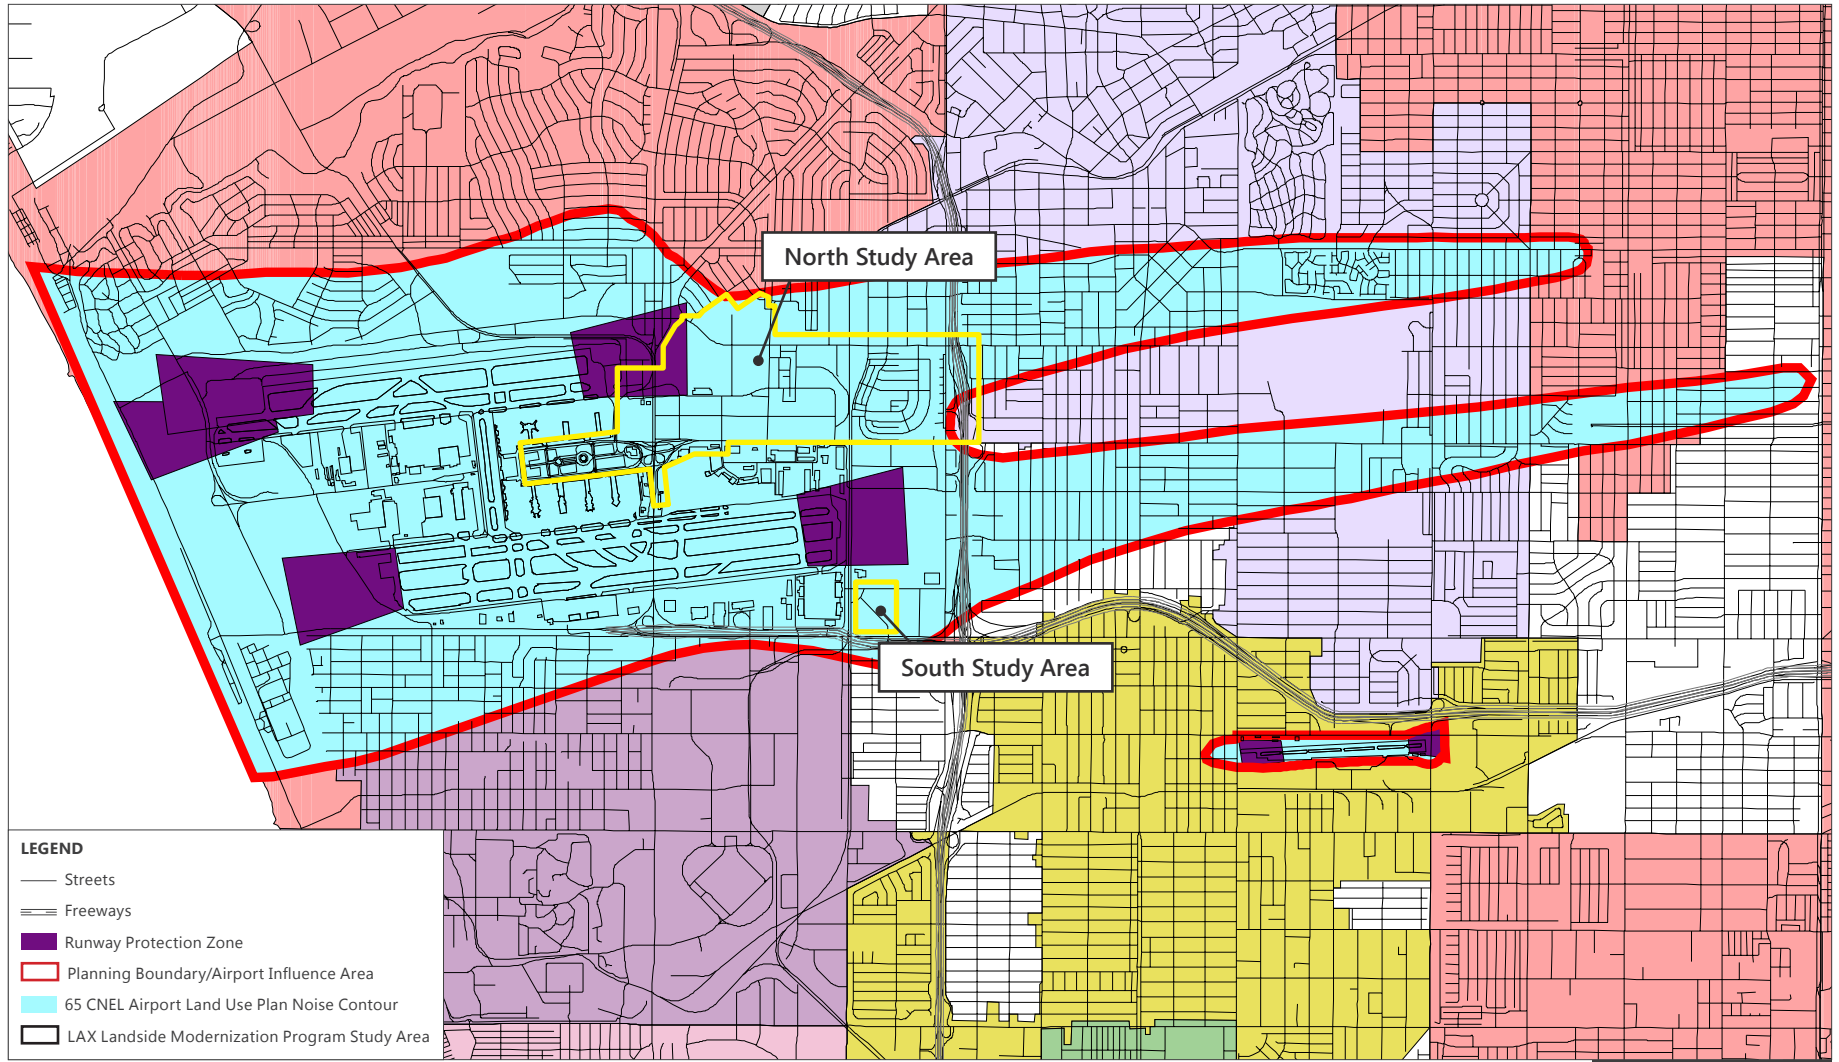 North Study Area
South Study Area
LEGEND
Streets
Freeways
Runway Protection Zone
Planning Boundary/Airport Influence Area
65 CNEL Airport Land Use Plan Noise Contour
LAX Landside Modernization Program Study Area